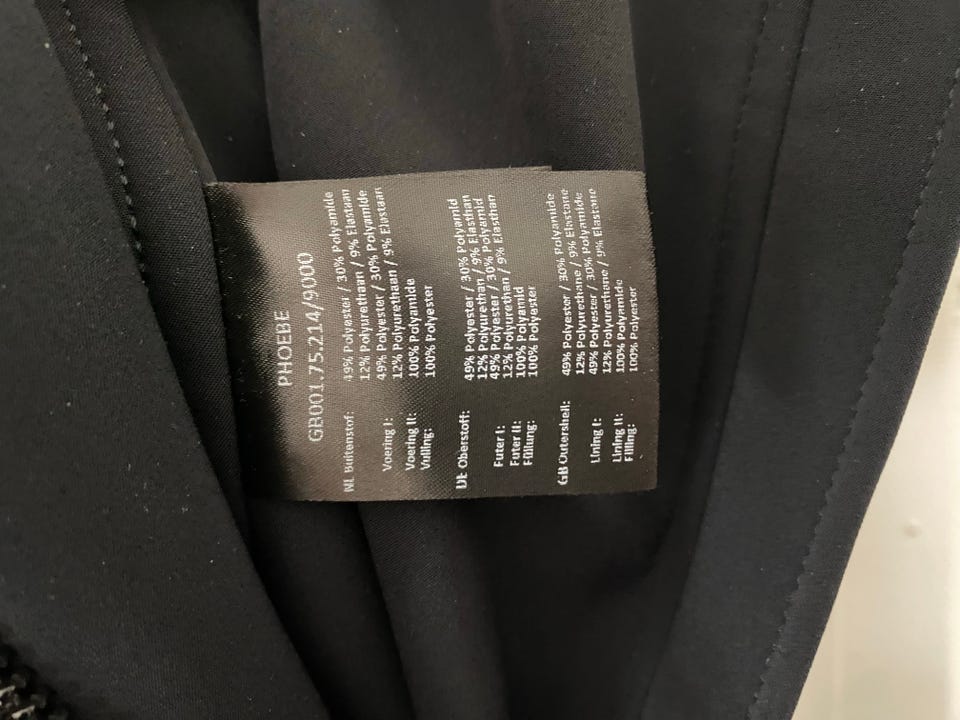 PHOEBE
GB001.75.214/9000
NL Buitenstof: 49% Polyester / 30% Polyamide
12% Polyurethaan / 9% Elastaan
Voering I: 49% Polyester / 30% Polyamide
12% Polyurethaan / 9% Elastaan
Voering II: 100% Polyamide
Vulling: 100% Polyester
DE Oberstoff: 49% Polyester / 30% Polyamid
12% Polyurethan / 9% Elasthan
Futer I: 49% Polyester / 30% Polyamid
12% Polyurethan / 9% Elasthan
Futer II: 100% Polyamid
Füllung: 100% Polyester
GB Outershell: 49% Polyester / 30% Polyamide
12% Polyurethane / 9% Elastane
Lining I: 49% Polyester / 30% Polyamide
12% Polyurethane / 9% Elastane
Lining II: 100% Polyamide
Filling: 100% Polyester